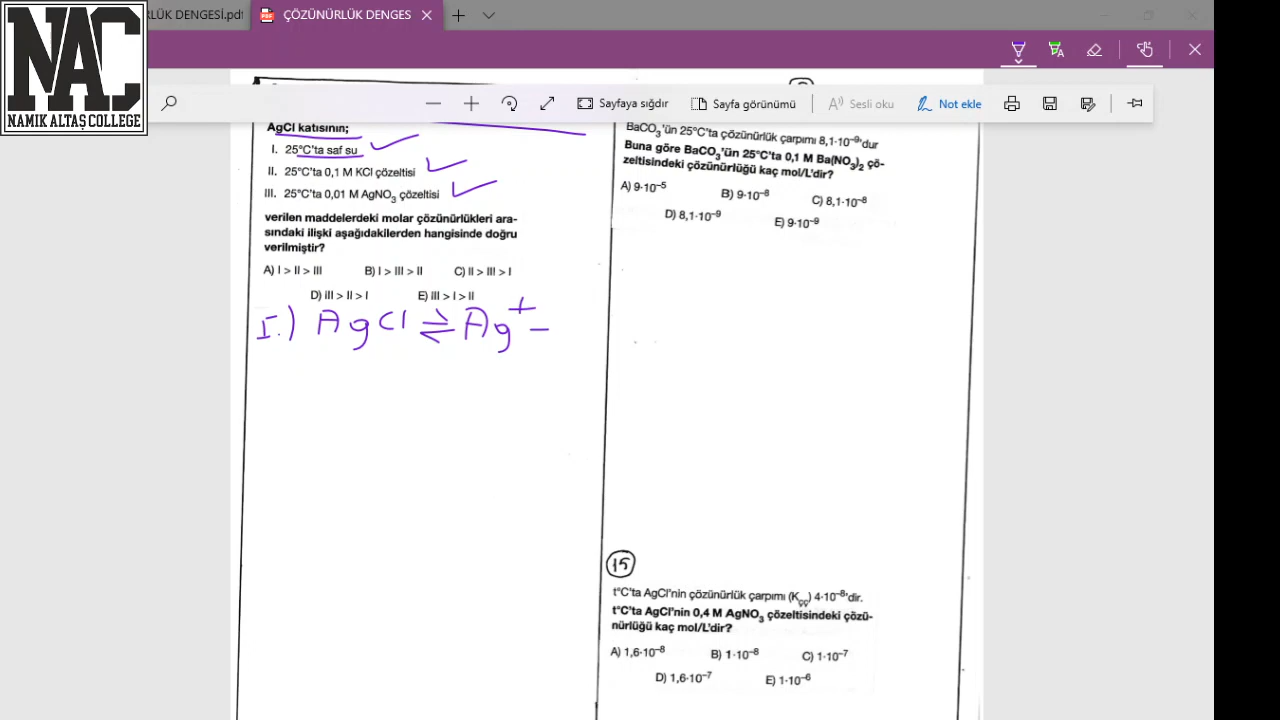 RLÜK DENGESİ.pdf
ÇÖZÜNÜRLÜK DENGES
NAC
NAMIK ALTAŞ COLLEGE
Sayfaya sığdır
Sayfa görünümü
Sesli oku
Not ekle
AgCl katısının;
I. 25°C'ta saf su
II. 25°C'ta 0,1 M KCl çözeltisi
III. 25°C'ta 0,01 M AgNO₃ çözeltisi
verilen maddelerdeki molar çözünürlükleri ara-
sındaki ilişki aşağıdakilerden hangisinde doğru
verilmiştir?
A) I > II > III B) I > III > II C) II > III > I
D) III > II > I E) III > I > II
I.) AgCl ⇌ Ag⁺
BaCO₃'ün 25°C'ta çözünürlük çarpımı 8,1·10⁻⁹'dur
Buna göre BaCO₃'ün 25°C'ta 0,1 M Ba(NO₃)₂ çö-
zeltisindeki çözünürlüğü kaç mol/L'dir?
A) 9·10⁻⁵ B) 9·10⁻⁸ C) 8,1·10⁻⁸
D) 8,1·10⁻⁹ E) 9·10⁻⁹
15
t°C'ta AgCl'nin çözünürlük çarpımı (Kçç) 4·10⁻⁸'dir.
t°C'ta AgCl'nin 0,4 M AgNO₃ çözeltisindeki çözü-
nürlüğü kaç mol/L'dir?
A) 1,6·10⁻⁸ B) 1·10⁻⁸ C) 1·10⁻⁷
D) 1,6·10⁻⁷ E) 1·10⁻⁶